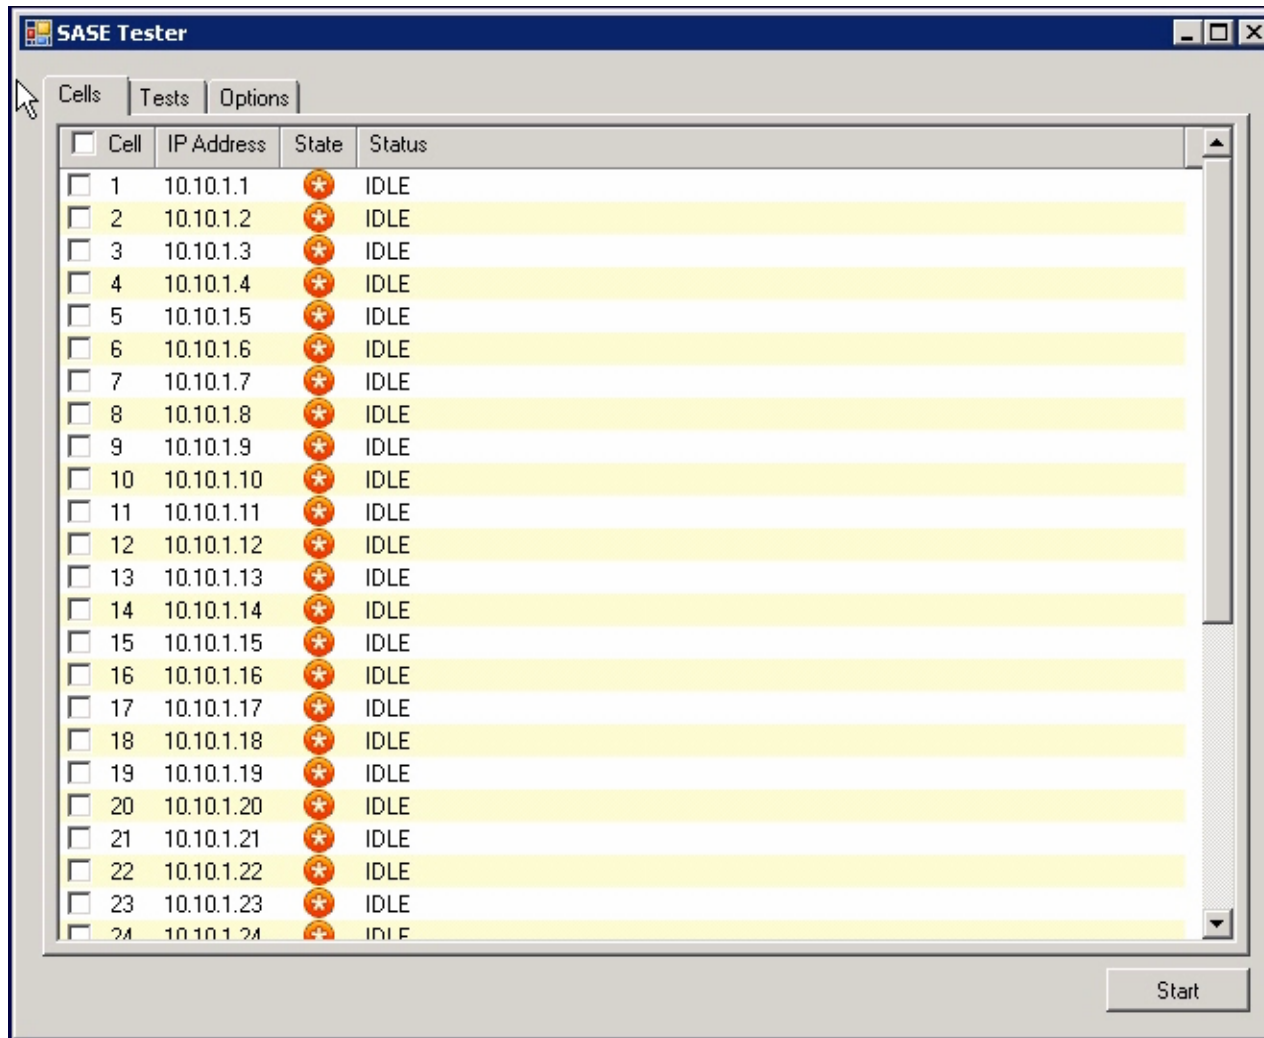 SASE Tester
Cells Tests Options
Cell IP Address State Status
1 10.10.1.1 IDLE
2 10.10.1.2 IDLE
3 10.10.1.3 IDLE
4 10.10.1.4 IDLE
5 10.10.1.5 IDLE
6 10.10.1.6 IDLE
7 10.10.1.7 IDLE
8 10.10.1.8 IDLE
9 10.10.1.9 IDLE
10 10.10.1.10 IDLE
11 10.10.1.11 IDLE
12 10.10.1.12 IDLE
13 10.10.1.13 IDLE
14 10.10.1.14 IDLE
15 10.10.1.15 IDLE
16 10.10.1.16 IDLE
17 10.10.1.17 IDLE
18 10.10.1.18 IDLE
19 10.10.1.19 IDLE
20 10.10.1.20 IDLE
21 10.10.1.21 IDLE
22 10.10.1.22 IDLE
23 10.10.1.23 IDLE
24 10.10.1.24 IDLE
Start